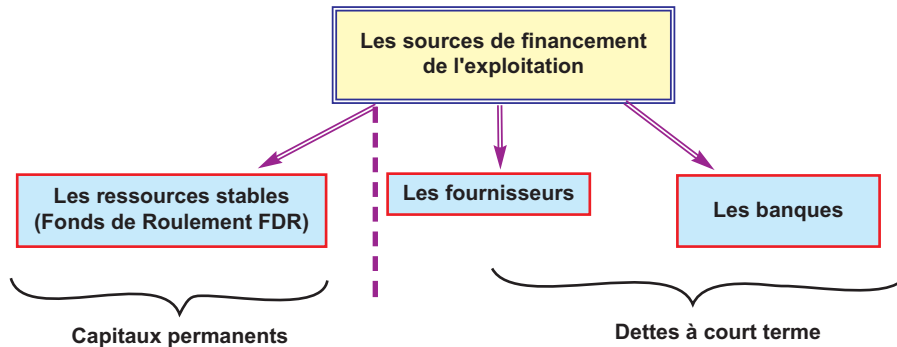 Les sources de financement
de l'exploitation
Les ressources stables
(Fonds de Roulement FDR)
Les fournisseurs
Les banques
Capitaux permanents
Dettes à court terme